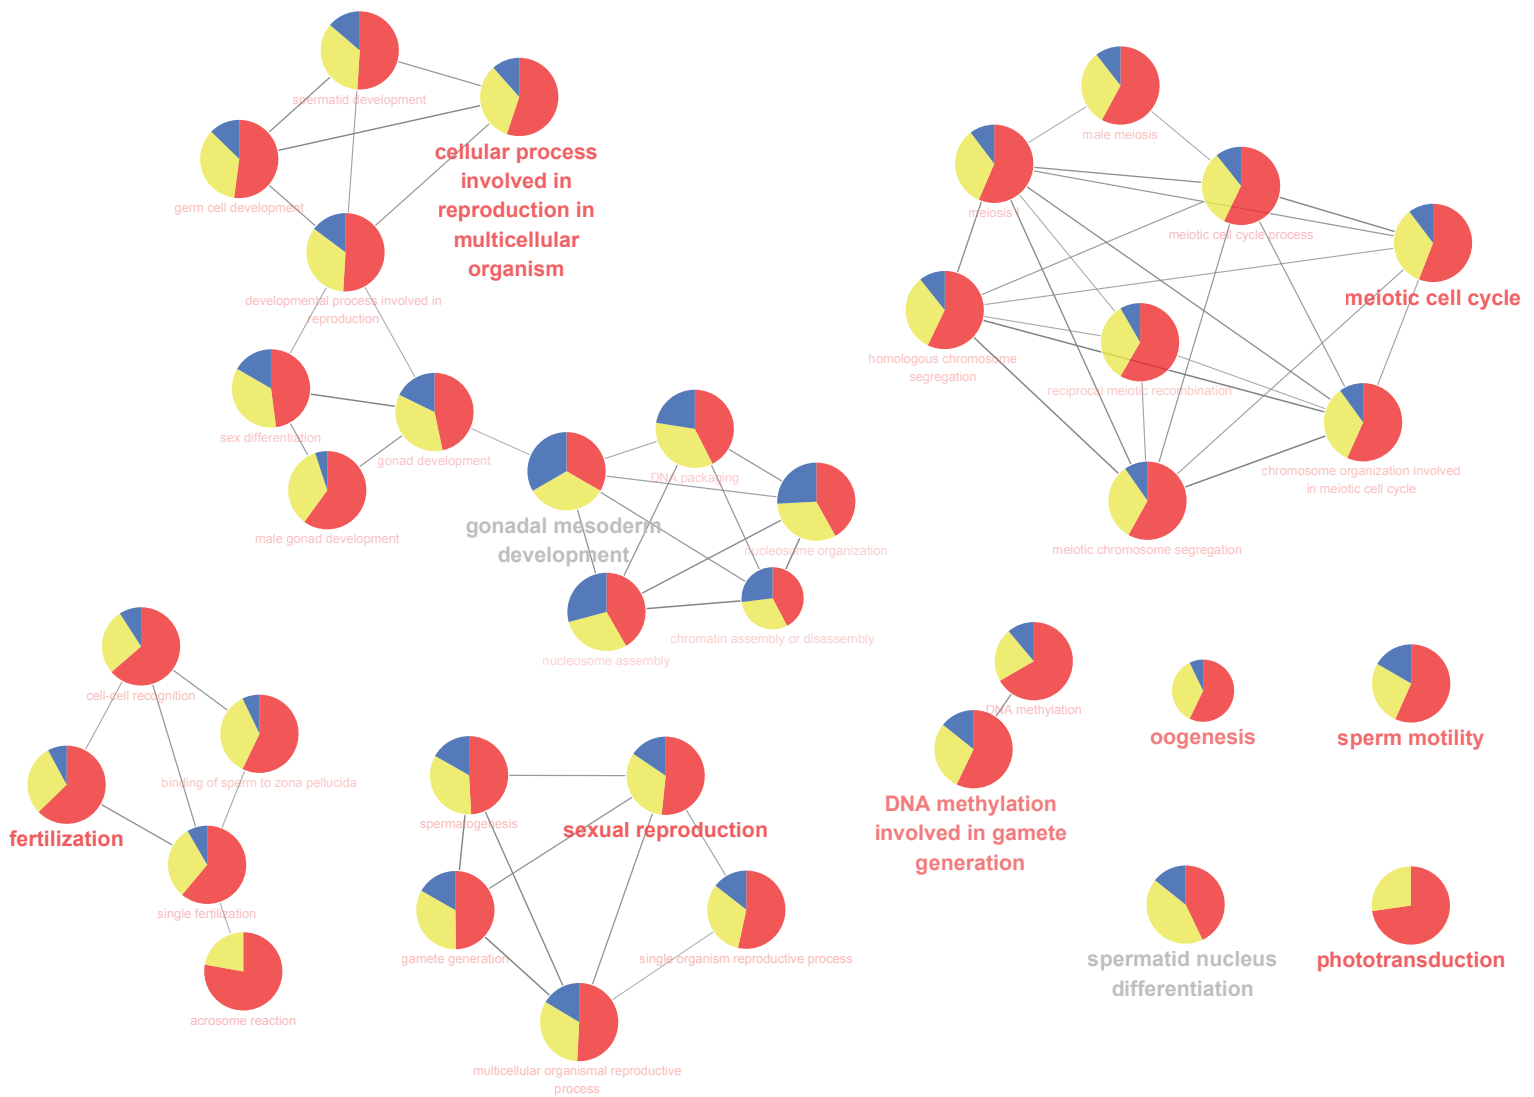 spermatid development
cellular process
involved in
reproduction in
multicellular
organism
germ cell development
developmental process involved in
reproduction
sex differentiation
gonad development
male gonad development
gonadal mesoderm
development
DNA packaging
nucleosome organization
chromatin assembly or disassembly
nucleosome assembly
male meiosis
meiosis I
meiotic cell cycle process
meiotic cell cycle
homologous chromosome
segregation
reciprocal meiotic recombination
chromosome organization involved
in meiotic cell cycle
meiotic chromosome segregation
cell-cell recognition
binding of sperm to zona pellucida
fertilization
single fertilization
acrosome reaction
spermatogenesis
sexual reproduction
gamete generation
single organism reproductive process
multicellular organismal reproductive
process
DNA methylation
DNA methylation
involved in gamete
generation
oogenesis
sperm motility
spermatid nucleus
differentiation
phototransduction